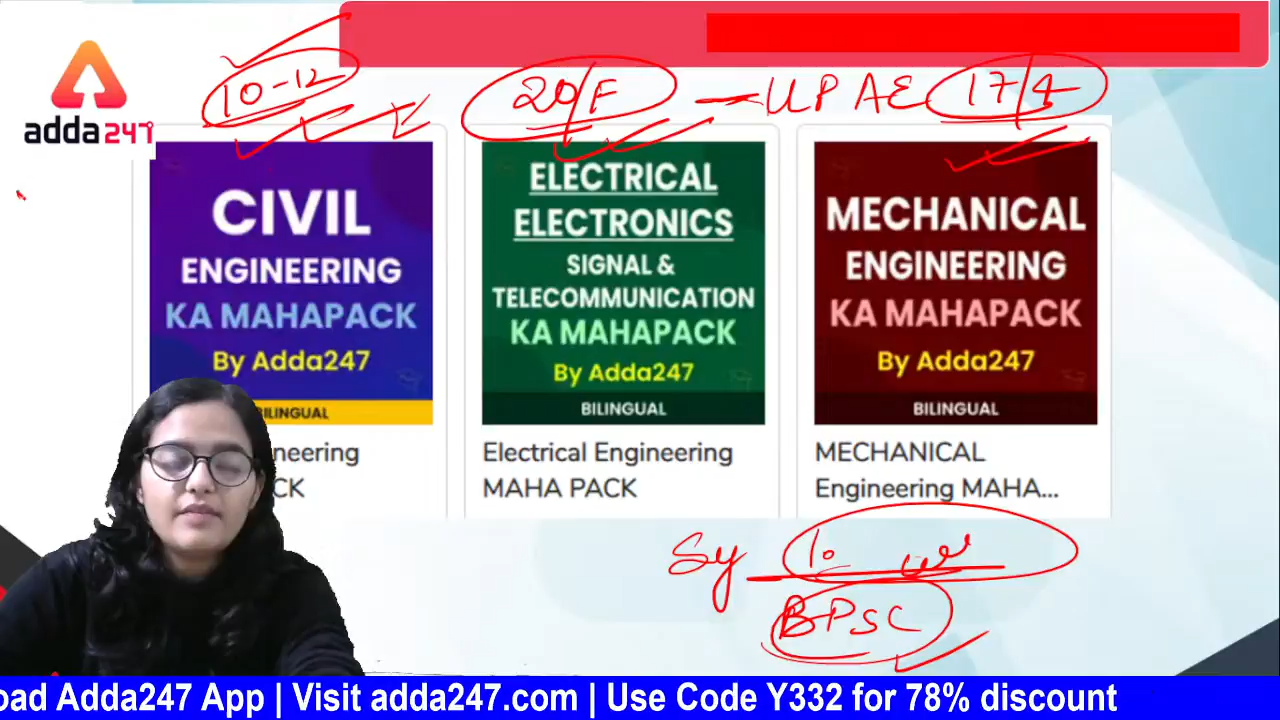 10-12
20/F - UP AE 17/4
adda247
CIVIL
ENGINEERING
KA MAHAPACK
By Adda247
BILINGUAL
ELECTRICAL
ELECTRONICS
SIGNAL &
TELECOMMUNICATION
KA MAHAPACK
By Adda247
BILINGUAL
MECHANICAL
ENGINEERING
KA MAHAPACK
By Adda247
BILINGUAL
neering
CK
Electrical Engineering
MAHA PACK
MECHANICAL
Engineering MAHA...
Sy
BPSC
oad Adda247 App | Visit adda247.com | Use Code Y332 for 78% discount